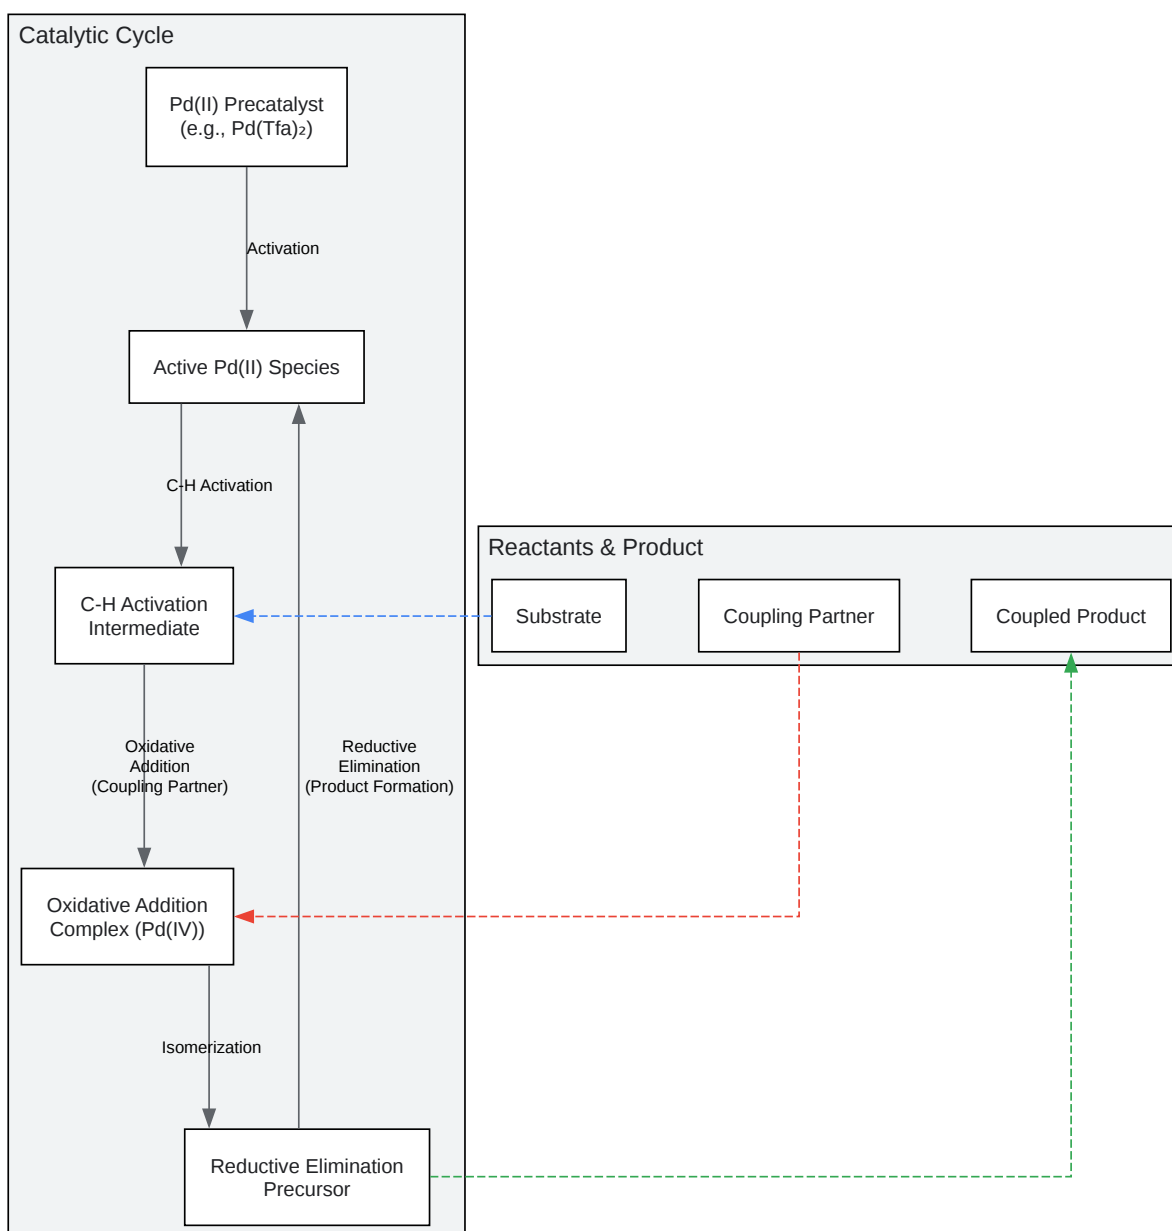 Catalytic Cycle
Pd(II) Precatalyst
(e.g., Pd(Tfa)₂)
Activation
Active Pd(II) Species
C-H Activation
Reactants & Product
C-H Activation
Intermediate
Substrate
Coupling Partner
Coupled Product
Oxidative
Addition
(Coupling Partner)
Reductive
Elimination
(Product Formation)
Oxidative Addition
Complex (Pd(IV))
Isomerization
Reductive Elimination
Precursor